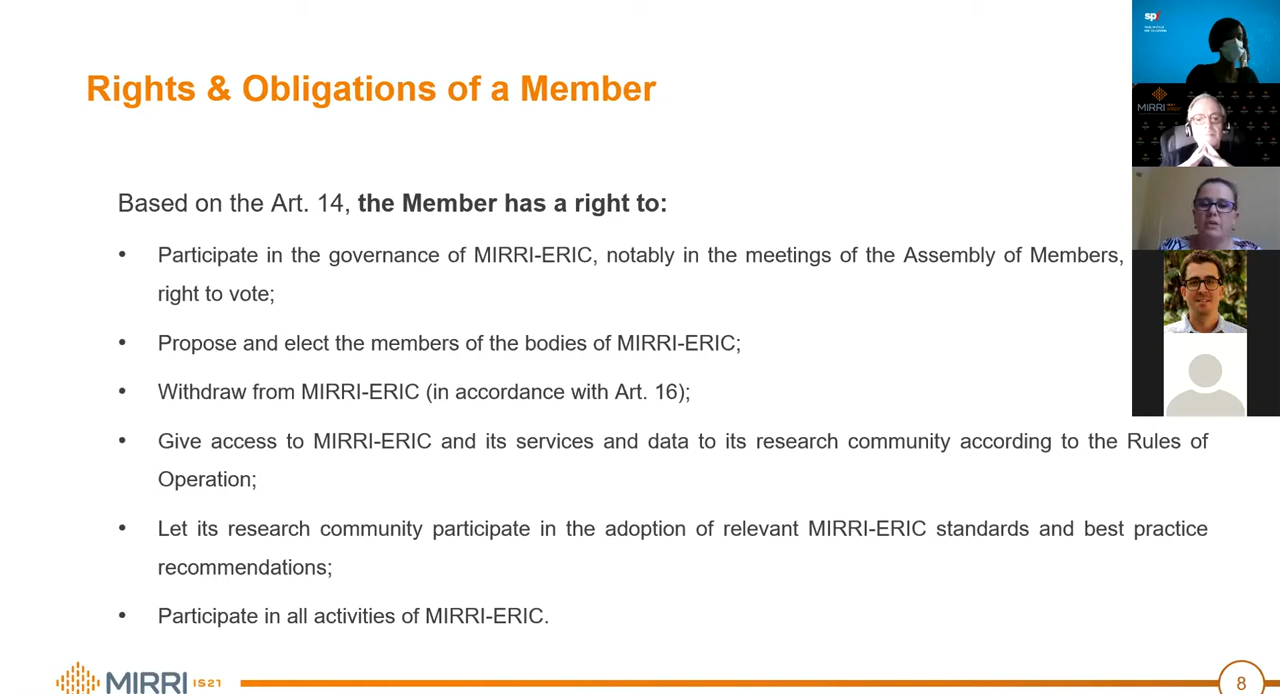 Rights & Obligations of a Member
Based on the Art. 14, the Member has a right to:
• Participate in the governance of MIRRI-ERIC, notably in the meetings of the Assembly of Members,
right to vote;
• Propose and elect the members of the bodies of MIRRI-ERIC;
• Withdraw from MIRRI-ERIC (in accordance with Art. 16);
• Give access to MIRRI-ERIC and its services and data to its research community according to the Rules of
Operation;
• Let its research community participate in the adoption of relevant MIRRI-ERIC standards and best practice
recommendations;
• Participate in all activities of MIRRI-ERIC.
MIRRI IS21
8
spi
MIRRI